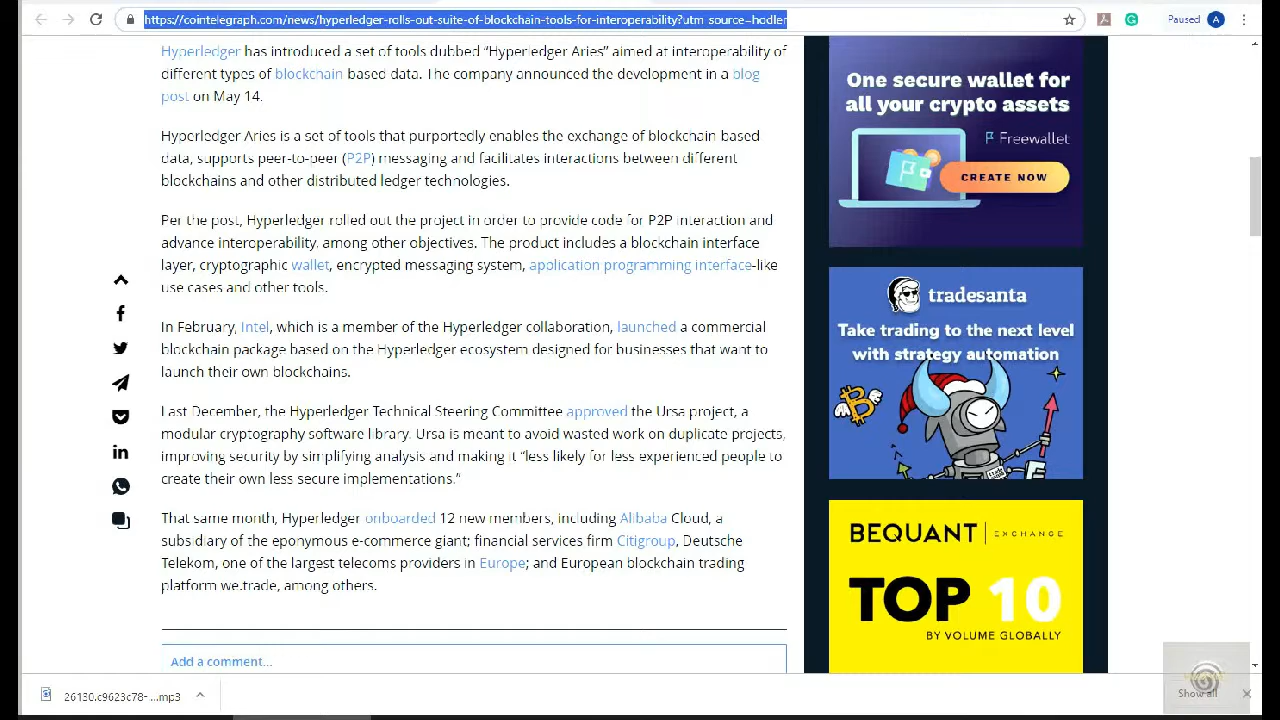 https://cointelegraph.com/news/hyperledger-rolls-out-suite-of-blockchain-tools-for-interoperability?utm_source=hodler
Paused
A
Hyperledger has introduced a set of tools dubbed “Hyperledger Aries” aimed at interoperability of
different types of blockchain based data. The company announced the development in a blog
post on May 14.
Hyperledger Aries is a set of tools that purportedly enables the exchange of blockchain-based
data, supports peer-to-peer (P2P) messaging and facilitates interactions between different
blockchains and other distributed ledger technologies.
Per the post, Hyperledger rolled out the project in order to provide code for P2P interaction and
advance interoperability, among other objectives. The product includes a blockchain interface
layer, cryptographic wallet, encrypted messaging system, application programming interface-like
use cases and other tools.
In February, Intel, which is a member of the Hyperledger collaboration, launched a commercial
blockchain package based on the Hyperledger ecosystem designed for businesses that want to
launch their own blockchains.
Last December, the Hyperledger Technical Steering Committee approved the Ursa project, a
modular cryptography software library. Ursa is meant to avoid wasted work on duplicate projects,
improving security by simplifying analysis and making it “less likely for less experienced people to
create their own less secure implementations.”
That same month, Hyperledger onboarded 12 new members, including Alibaba Cloud, a
subsidiary of the eponymous e-commerce giant; financial services firm Citigroup, Deutsche
Telekom, one of the largest telecoms providers in Europe; and European blockchain trading
platform we.trade, among others.
Add a comment...
One secure wallet for
all your crypto assets
Freewallet
CREATE NOW
tradesanta
Take trading to the next level
with strategy automation
BEQUANT EXCHANGE
TOP 10
BY VOLUME GLOBALLY
26130.c9623c78-....mp3
Show all